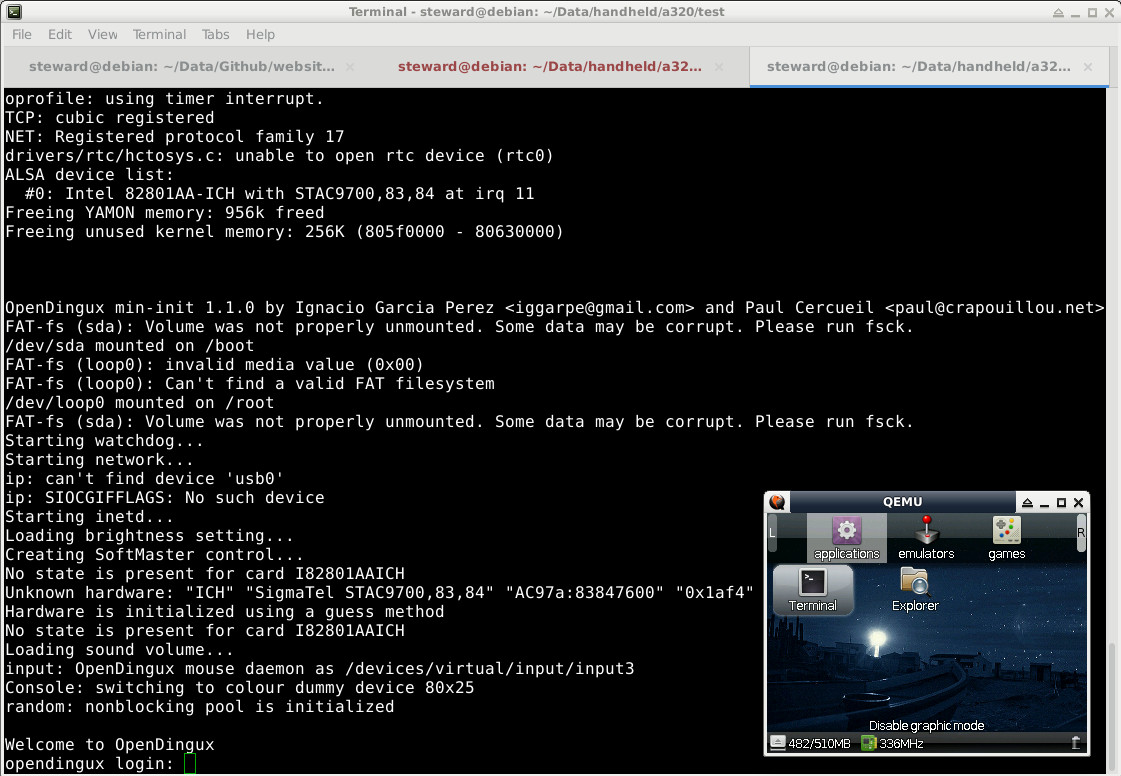 Terminal - steward@debian: ~/Data/handheld/a320/test
File Edit View Terminal Tabs Help
steward@debian: ~/Data/Github/websit... × steward@debian: ~/Data/handheld/a32... × steward@debian: ~/Data/handheld/a32... ×
oprofile: using timer interrupt.
TCP: cubic registered
NET: Registered protocol family 17
drivers/rtc/hctosys.c: unable to open rtc device (rtc0)
ALSA device list:
  #0: Intel 82801AA-ICH with STAC9700,83,84 at irq 11
Freeing YAMON memory: 956k freed
Freeing unused kernel memory: 256K (805f0000 - 80630000)
OpenDingux min-init 1.1.0 by Ignacio Garcia Perez <iggarpe@gmail.com> and Paul Cercueil <paul@crapouillou.net>
FAT-fs (sda): Volume was not properly unmounted. Some data may be corrupt. Please run fsck.
/dev/sda mounted on /boot
FAT-fs (loop0): invalid media value (0x00)
FAT-fs (loop0): Can't find a valid FAT filesystem
/dev/loop0 mounted on /root
FAT-fs (sda): Volume was not properly unmounted. Some data may be corrupt. Please run fsck.
Starting watchdog...
Starting network...
ip: can't find device 'usb0'
ip: SIOCGIFFLAGS: No such device
Starting inetd...
Loading brightness setting...
Creating SoftMaster control...
No state is present for card I82801AAICH
Unknown hardware: "ICH" "SigmaTel STAC9700,83,84" "AC97a:83847600" "0x1af4"
Hardware is initialized using a guess method
No state is present for card I82801AAICH
Loading sound volume...
input: OpenDingux mouse daemon as /devices/virtual/input/input3
Console: switching to colour dummy device 80x25
random: nonblocking pool is initialized
Welcome to OpenDingux
opendingux login:
QEMU
L R
applications emulators games
Terminal Explorer
Disable graphic mode
482/510MB 336MHz